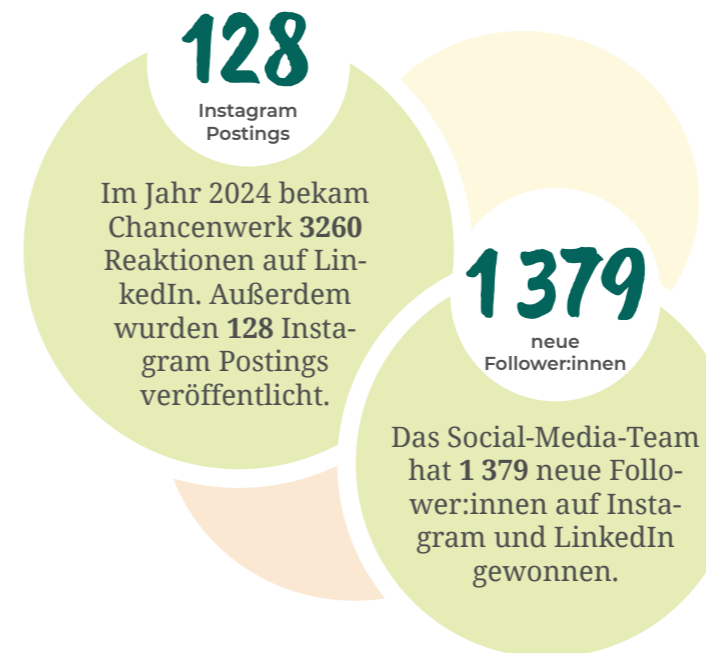 128
Instagram
Postings
Im Jahr 2024 bekam
Chancenwerk 3260
Reaktionen auf Lin-
kedIn. Außerdem
wurden 128 Insta-
gram Postings
veröffentlicht.
1 379
neue
Follower:innen
Das Social-Media-Team
hat 1 379 neue Follo-
wer:innen auf Insta-
gram und LinkedIn
gewonnen.